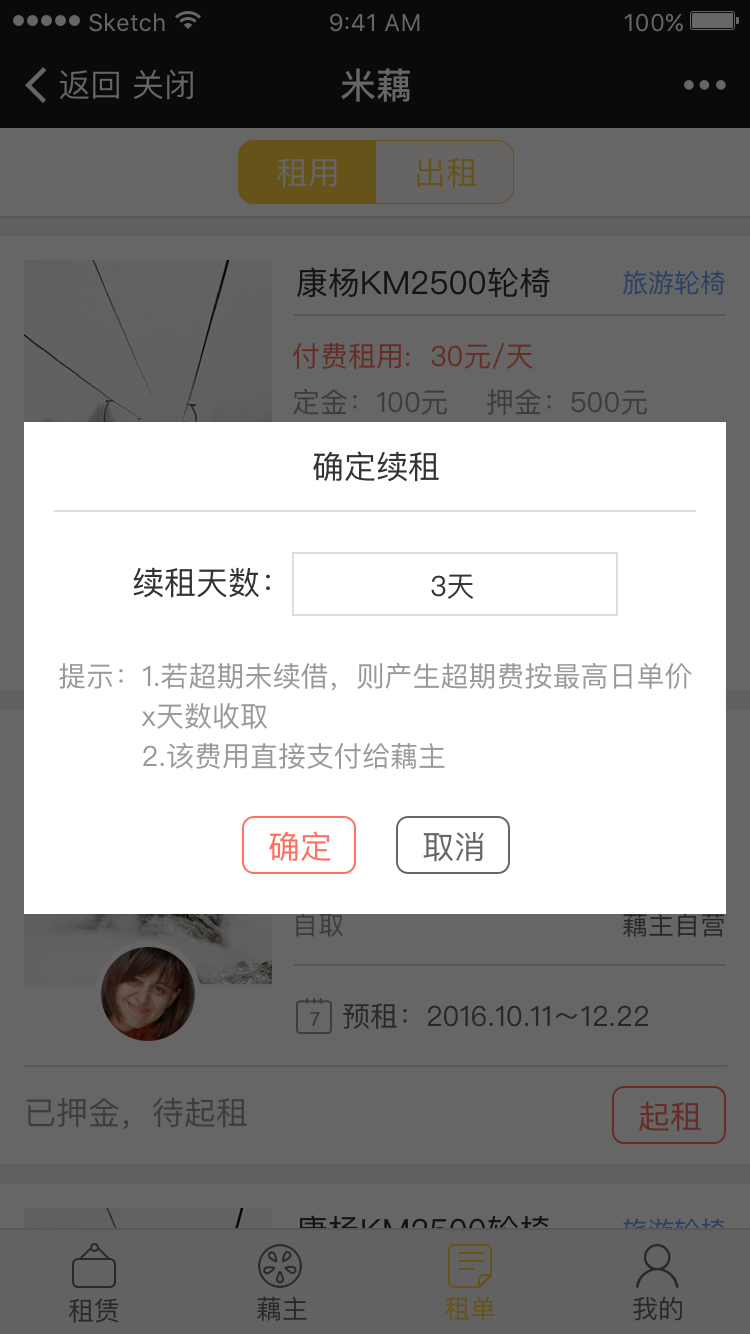 Sketch 9:41 AM 100%
返回 关闭 米藕
租用 出租
康杨KM2500轮椅 旅游轮椅
付费租用：30元/天
定金：100元 押金：500元
确定续租
续租天数： 3天
提示：1.若超期未续借，则产生超期费按最高日单价
x天数收取
2.该费用直接支付给藕主
确定 取消
自取 藕主自营
7 预租：2016.10.11～12.22
已押金，待起租 起租
康杨KM2500轮椅 旅游轮椅
租赁 藕主 租单 我的